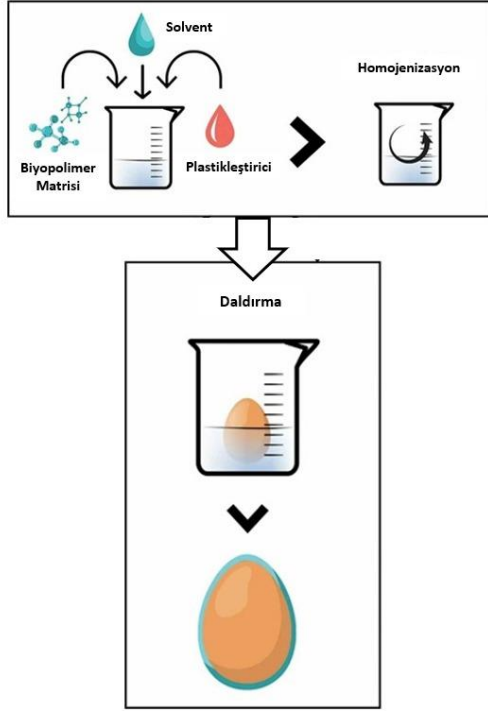 Solvent
Homojenizasyon
Biyopolimer
Matrisi
Plastikleştirici
Daldırma